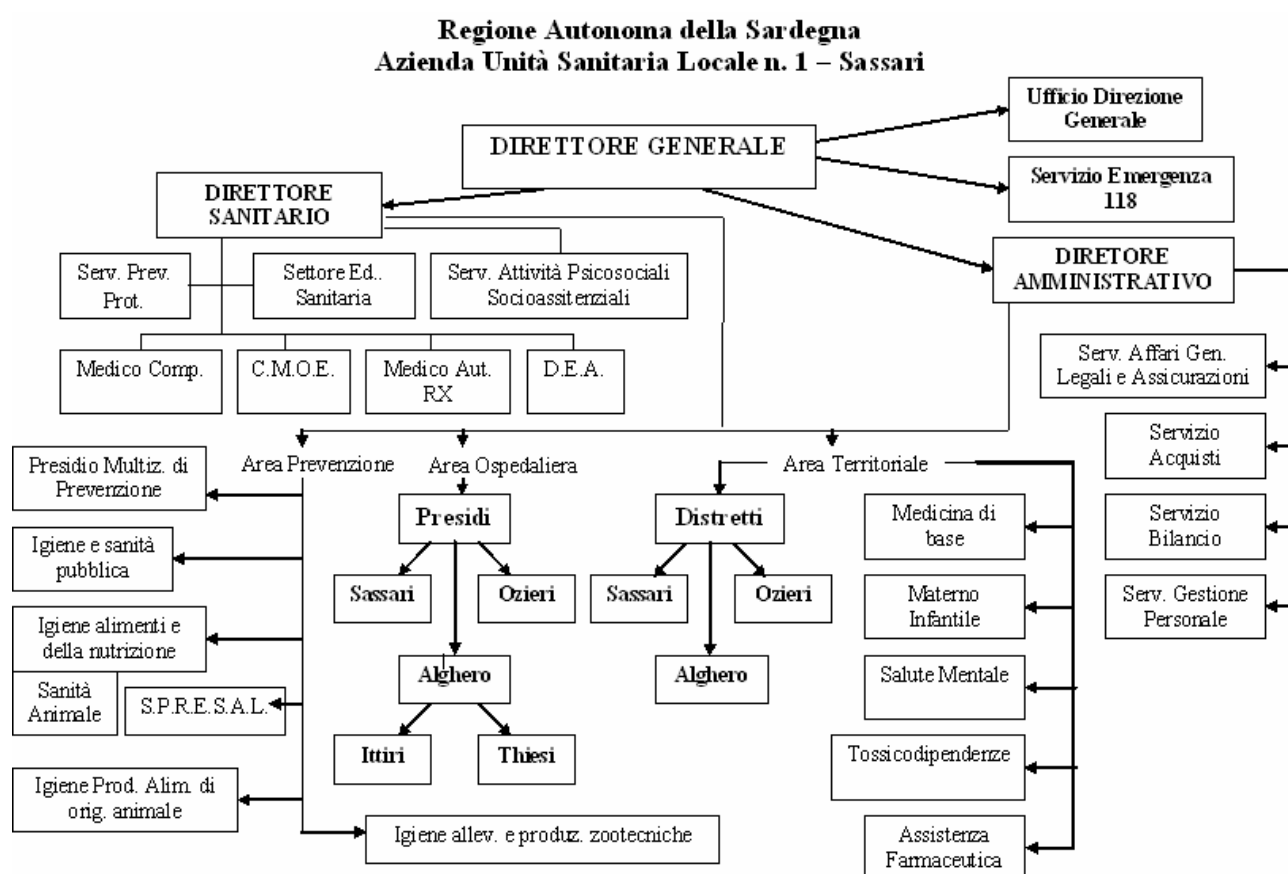 Regione Autonoma della Sardegna
Azienda Unità Sanitaria Locale n. 1 – Sassari
Ufficio Direzione
Generale
DIRETTORE GENERALE
Servizio Emergenza
118
DIRETTORE
SANITARIO
DIRETORE
AMMINISTRATIVO
Serv. Prev.
Prot.
Settore Ed..
Sanitaria
Serv. Attività Psicosociali
Socioassitenziali
Medico Comp.
C.M.O.E.
Medico Aut.
RX
D.E.A.
Serv. Affari Gen.
Legali e Assicurazioni
Servizio
Acquisti
Servizio
Bilancio
Serv. Gestione
Personale
Area Prevenzione
Area Ospedaliera
Area Territoriale
Presidio Multiz. di
Prevenzione
Igiene e sanità
pubblica
Igiene alimenti e
della nutrizione
Sanità
Animale
S.P.R.E.S.A.L.
Igiene Prod. Alim. di
orig. animale
Igiene allev. e produz. zootecniche
Presidi
Sassari
Ozieri
Alghero
Ittiri
Thiesi
Distretti
Sassari
Ozieri
Alghero
Medicina di
base
Materno
Infantile
Salute Mentale
Tossicodipendenze
Assistenza
Farmaceutica